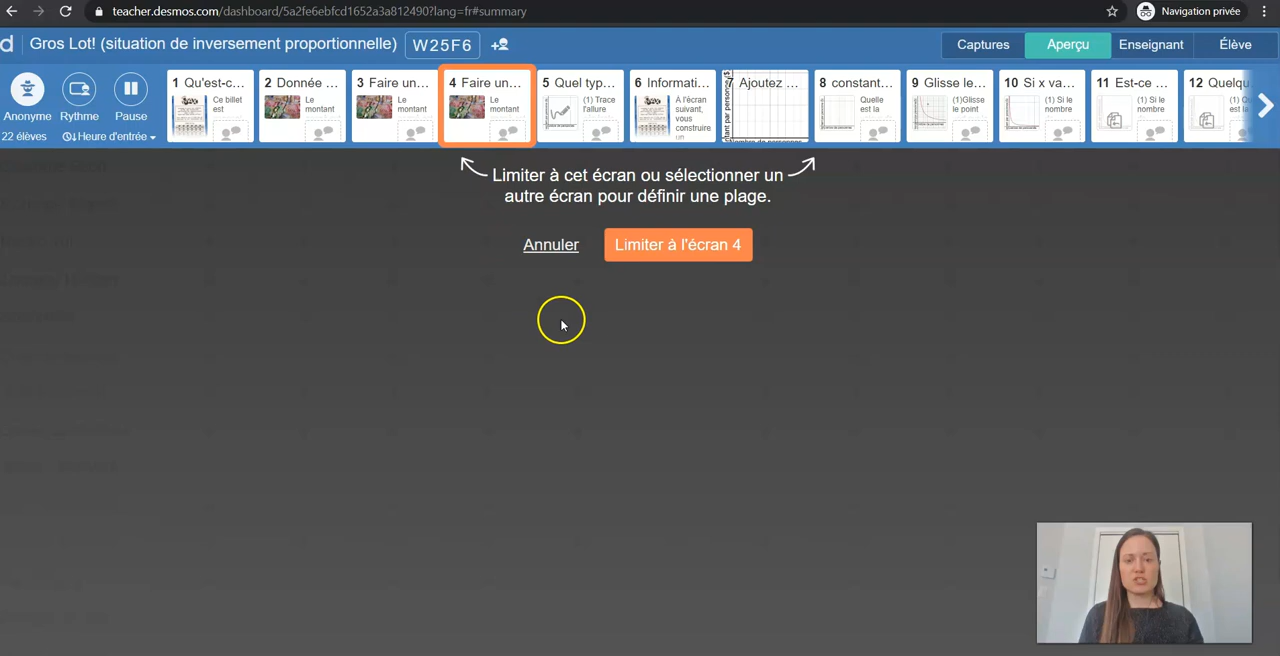 teacher.desmos.com/dashboard/5a2fe6ebfcd1652a3a812490?lang=fr#summary
Navigation privée
d
Gros Lot! (situation de inversement proportionnelle)
W25F6
Captures
Aperçu
Enseignant
Élève
Anonyme
Rythme
Pause
22 élèves
Heure d'entrée
1 Qu'est-c...
Ce billet
est
2 Donnée ...
Le
montant
3 Faire un...
Le
montant
4 Faire un...
Le
montant
5 Quel typ...
(1) Trace
l'allure
6 Informati...
À l'écran
suivant,
vous
construire
un
7 Ajoutez ...
Nombre de personnes
8 constant...
Quelle
est la
9 Glisse le...
(1)Glisse
le point
10 Si x va...
(1) Si le
nombre
11 Est-ce ...
(1) Si le
nombre
12 Quelqu
Limiter à cet écran ou sélectionner un
autre écran pour définir une plage.
Annuler
Limiter à l'écran 4